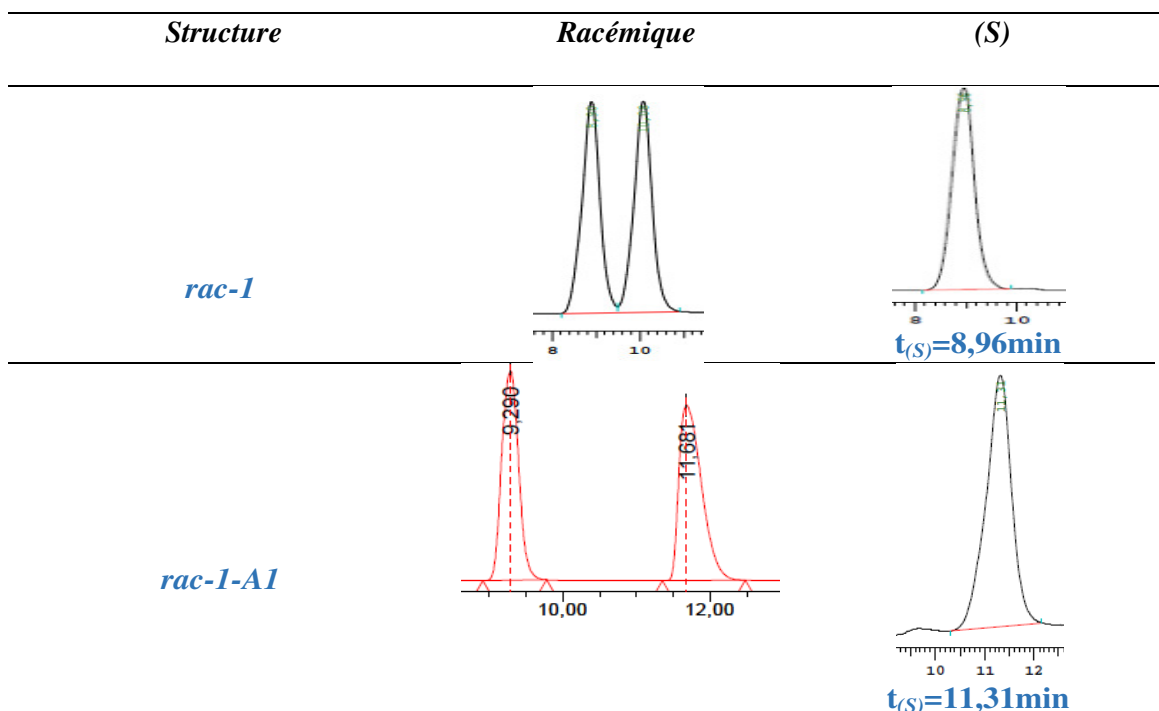 Structure Racémique (S)
rac-1
8 10
8 10
t(S)=8,96min
rac-1-A1
9,290
11,681
10,00 12,00
10 11 12
t(S)=11,31min